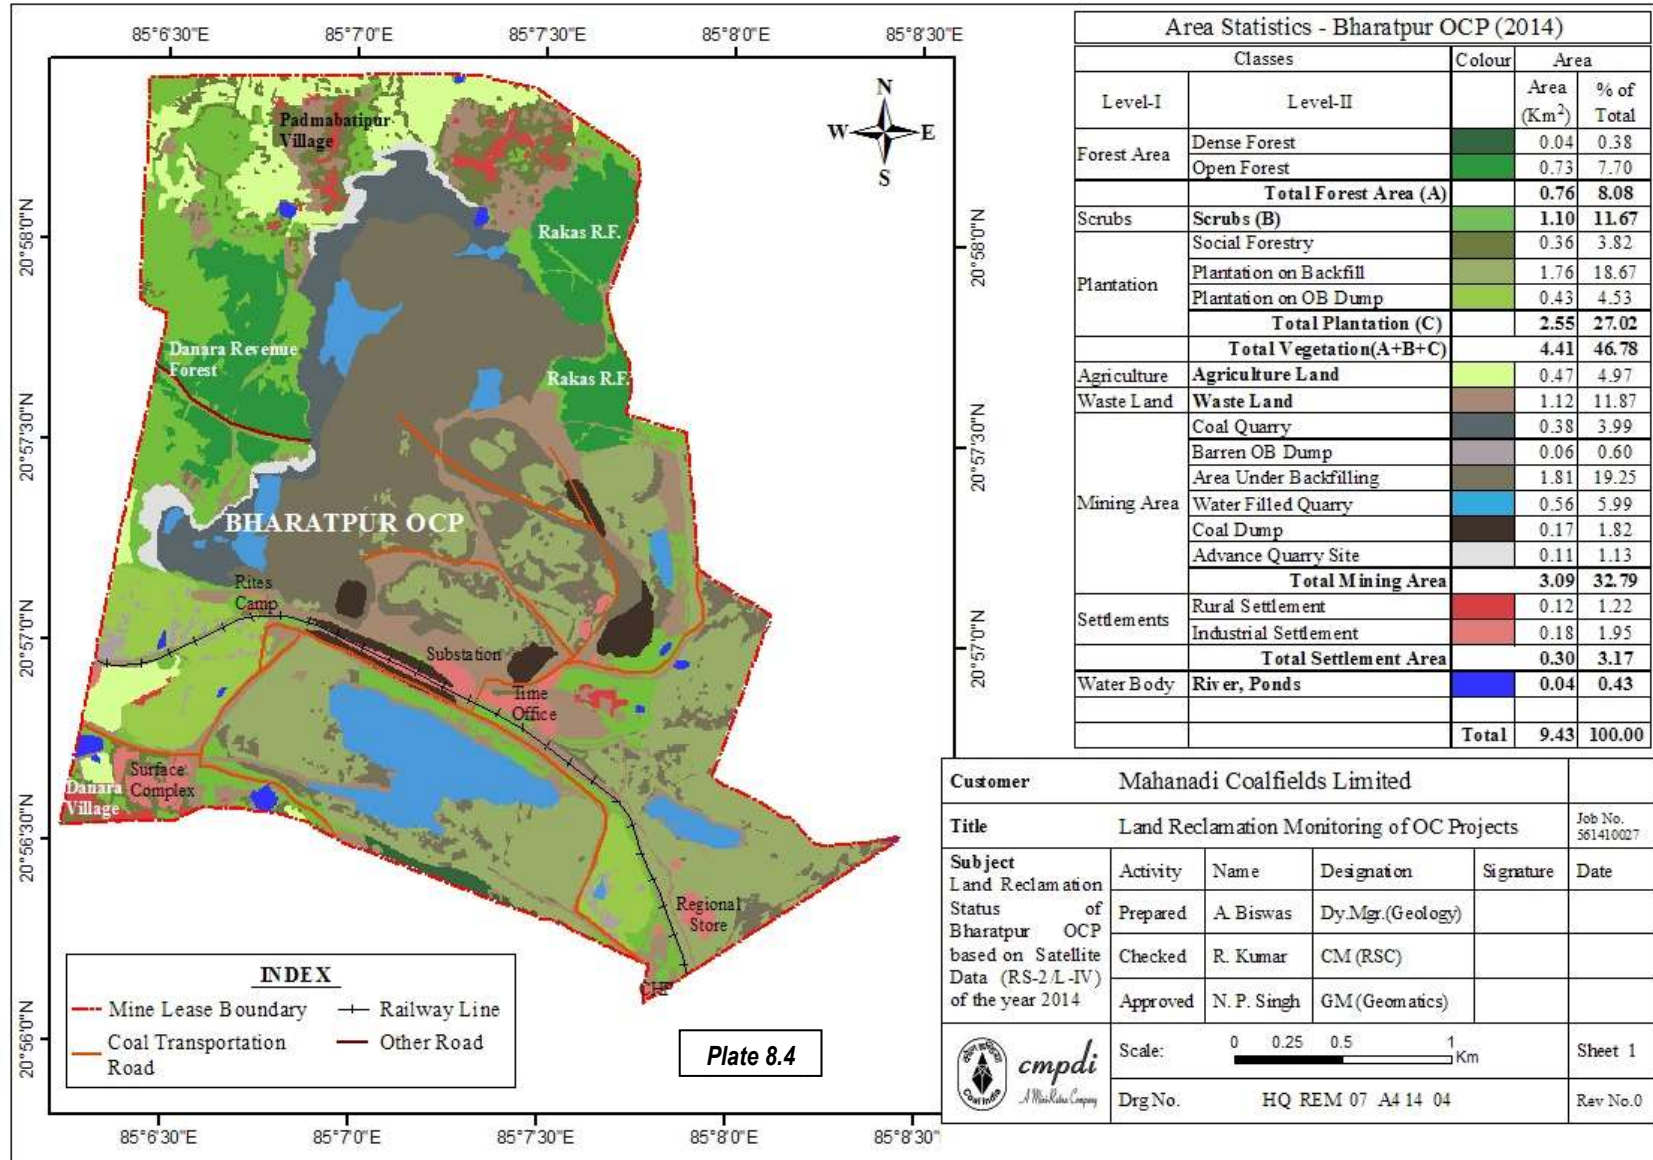 85°6'30"E 85°7'0"E 85°7'30"E 85°8'0"E 85°8'30"E
20°58'0"N
20°57'30"N
20°57'0"N
20°56'30"N
20°56'0"N
N
W E
S
Padmabatipur
Village
Rakas R.F.
Danara Revenue
Forest
Rakas R.F.
BHARATPUR OCP
Rites
Camp
Substation
Time
Office
Surface
Complex
Danara
Village
Regional
Store
CHP
20°58'0"N
20°57'30"N
20°57'0"N
INDEX
Mine Lease Boundary Railway Line
Coal Transportation Other Road
Road
Plate 8.4
85°6'30"E 85°7'0"E 85°7'30"E 85°8'0"E 85°8'30"E
Area Statistics - Bharatpur OCP (2014)
Classes Colour Area
Level-I Level-II Area (Km²) % of Total
Forest Area Dense Forest 0.04 0.38
Open Forest 0.73 7.70
Total Forest Area (A) 0.76 8.08
Scrubs Scrubs (B) 1.10 11.67
Plantation Social Forestry 0.36 3.82
Plantation on Backfill 1.76 18.67
Plantation on OB Dump 0.43 4.53
Total Plantation (C) 2.55 27.02
Total Vegetation(A+B+C) 4.41 46.78
Agriculture Agriculture Land 0.47 4.97
Waste Land Waste Land 1.12 11.87
Mining Area Coal Quarry 0.38 3.99
Barren OB Dump 0.06 0.60
Area Under Backfilling 1.81 19.25
Water Filled Quarry 0.56 5.99
Coal Dump 0.17 1.82
Advance Quarry Site 0.11 1.13
Total Mining Area 3.09 32.79
Settlements Rural Settlement 0.12 1.22
Industrial Settlement 0.18 1.95
Total Settlement Area 0.30 3.17
Water Body River, Ponds 0.04 0.43
Total 9.43 100.00
Customer Mahanadi Coalfields Limited
Title Land Reclamation Monitoring of OC Projects Job No. 561410027
Subject
Land Reclamation
Status of
Bharatpur OCP
based on Satellite
Data (RS-2/L-IV)
of the year 2014
Activity Name Designation Signature Date
Prepared A. Biswas Dy.Mgr.(Geology)
Checked R. Kumar CM (RSC)
Approved N. P. Singh GM (Geomatics)
Coal India
cmpdi
A Mini Ratna Company
Scale: 0 0.25 0.5 1 Km Sheet 1
Drg No. HQ REM 07 A4 14 04 Rev No.0